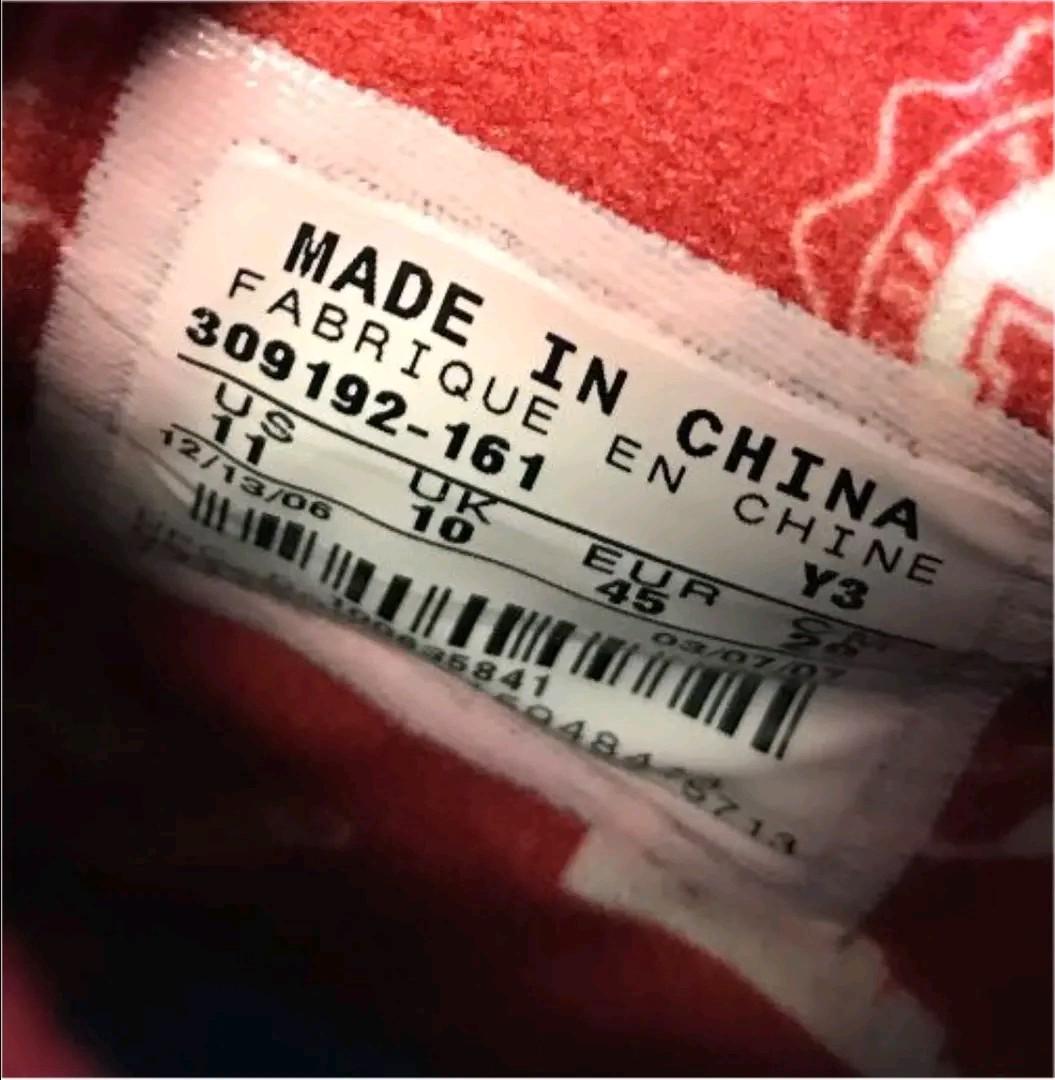 MADE IN CHINA
FABRIQUE EN CHINE
309192-161 Y3
US UK EUR
11 10 45
12/13/06 03/07/07